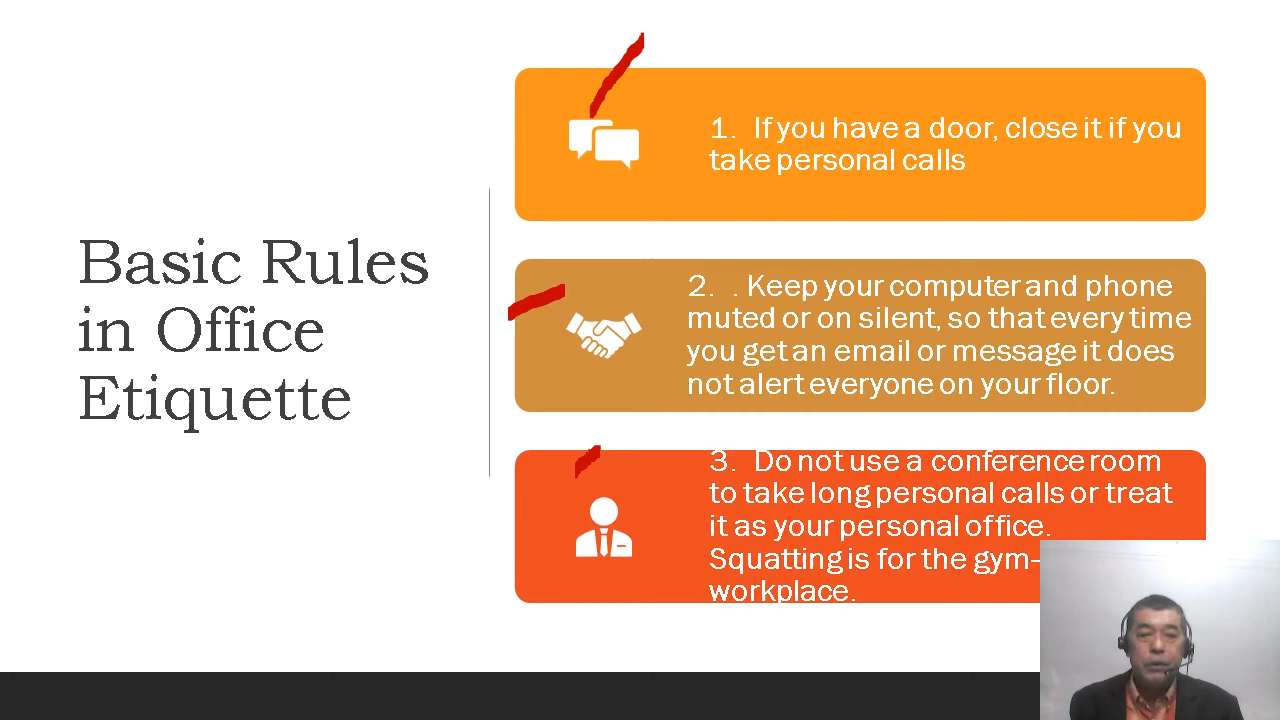 Basic Rules
in Office
Etiquette
1. If you have a door, close it if you
take personal calls
2. . Keep your computer and phone
muted or on silent, so that every time
you get an email or message it does
not alert everyone on your floor.
3. Do not use a conference room
to take long personal calls or treat
it as your personal office.
Squatting is for the gym-
workplace.